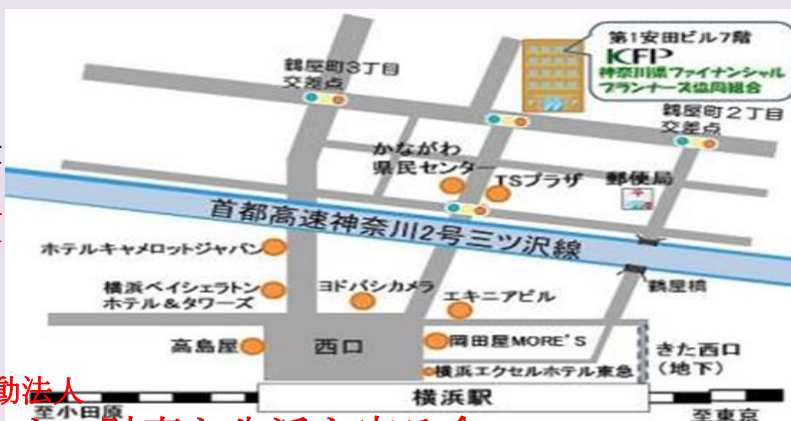 第1安田ビル7階
KFP
神奈川県ファイナンシャル
プランナーズ協同組合
鶴屋町3丁目
交差点
鶴屋町2丁目
交差点
かながわ
県民センター
TSプラザ
郵便局
首都高速神奈川2号三ツ沢線
ホテルキャメロットジャパン
横浜ベイシェラトン
ホテル&タワーズ
ヨドバシカメラ
エキニアビル
鶴屋橋
高島屋
西口
岡田屋MORE'S
横浜エクセルホテル東急
きた西口
(地下)
動法人
至小田原
横浜駅
至東京